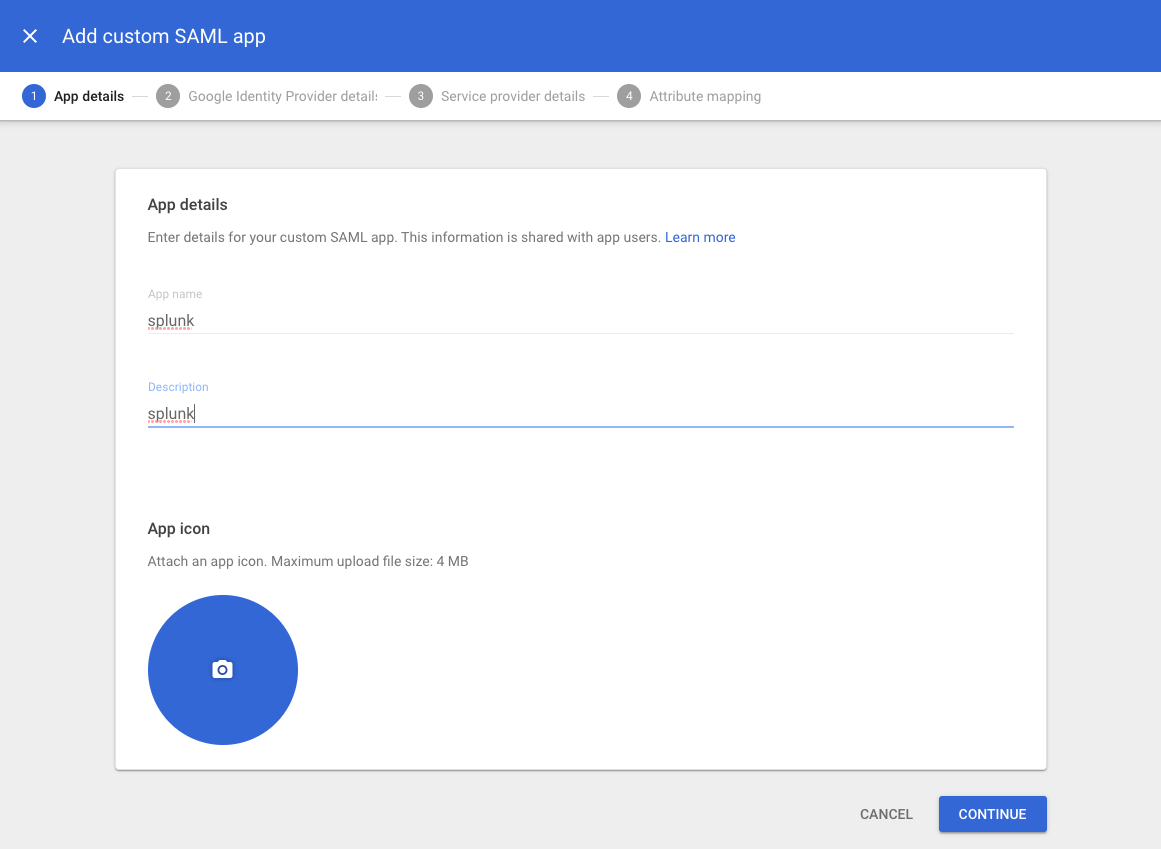 Add custom SAML app
1 App details 2 Google Identity Provider details 3 Service provider details 4 Attribute mapping
App details
Enter details for your custom SAML app. This information is shared with app users. Learn more
App name
splunk
Description
splunk
App icon
Attach an app icon. Maximum upload file size: 4 MB
CANCEL CONTINUE